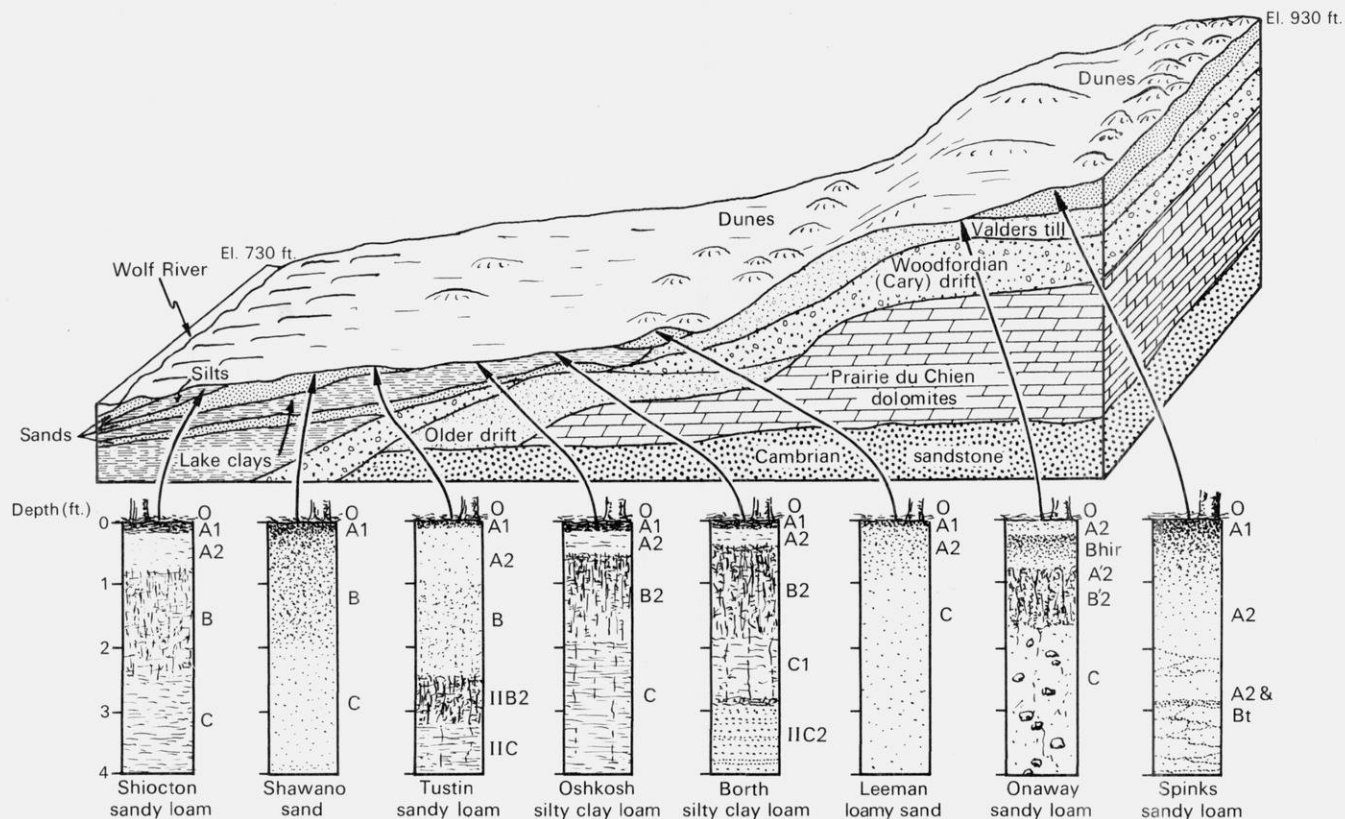 El. 930 ft.
Dunes
Dunes
El. 730 ft.
Wolf River
Valders till
Woodfordian
(Cary) drift
Silts
Prairie du Chien
dolomites
Sands
Older drift
Lake clays
Cambrian sandstone
Depth (ft.)
0
1
2
3
4
O
A1
A2
B
C
Shiocton
sandy loam
O
A1
B
C
Shawano
sand
O
A1
A2
B
IIB2
IIC
Tustin
sandy loam
O
A1
A2
B2
C
Oshkosh
silty clay loam
O
A1
A2
B2
C1
IIC2
Borth
silty clay loam
O
A1
A2
C
Leeman
loamy sand
O
A2
Bhir
A'2
B'2
C
Onaway
sandy loam
O
A1
A2
A2 &
Bt
Spinks
sandy loam